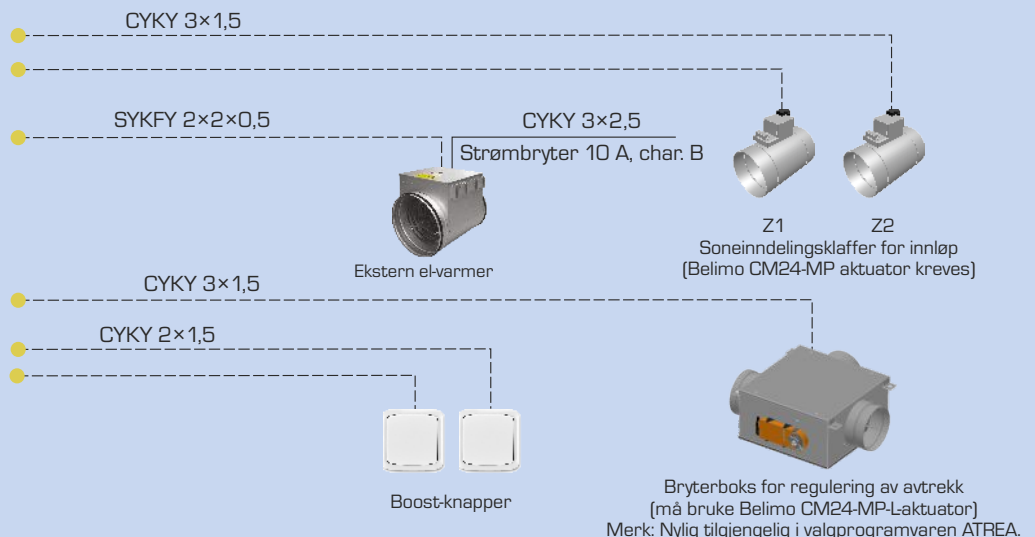 CYKY 3×1,5
SYKFY 2×2×0,5
CYKY 3×2,5
Strømbryter 10 A, char. B
Z1
Z2
Soneinndelingsklaffer for innløp
(Belimo CM24-MP aktuator kreves)
Ekstern el-varmer
CYKY 3×1,5
CYKY 2×1,5
Boost-knapper
Bryterboks for regulering av avtrekk
(må bruke Belimo CM24-MP-L-aktuator)
Merk: Nylig tilgjengelig i valgprogramvaren ATREA.